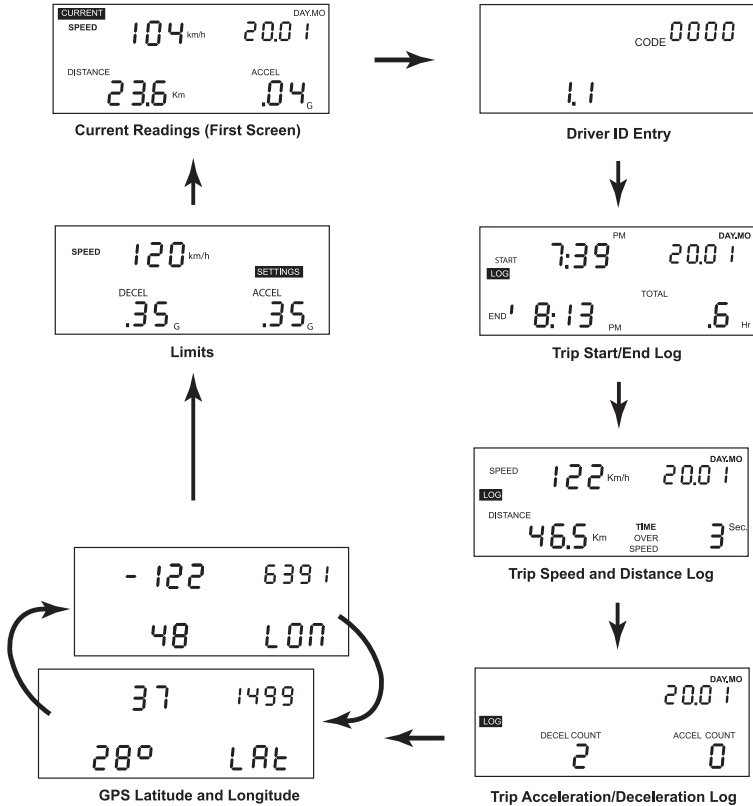 CURRENT
SPEED 104 km/h
DAY.MO
20.01
DISTANCE
23.6 Km
ACCEL
.04 G
Current Readings (First Screen)
CODE 0000
1.1
Driver ID Entry
SPEED 120 km/h
SETTINGS
DECEL
.35 G
ACCEL
.35 G
Limits
START 7:39 PM
DAY.MO
20.01
LOG
END ' 8:13 PM
TOTAL
.6 Hr
Trip Start/End Log
SPEED 122 Km/h
DAY.MO
20.01
LOG
DISTANCE
46.5 Km
TIME
OVER
SPEED
3 Sec.
Trip Speed and Distance Log
-122 6391
48 LON
37 1499
28° LAt
GPS Latitude and Longitude
DAY.MO
20.01
LOG
DECEL COUNT
2
ACCEL COUNT
0
Trip Acceleration/Deceleration Log